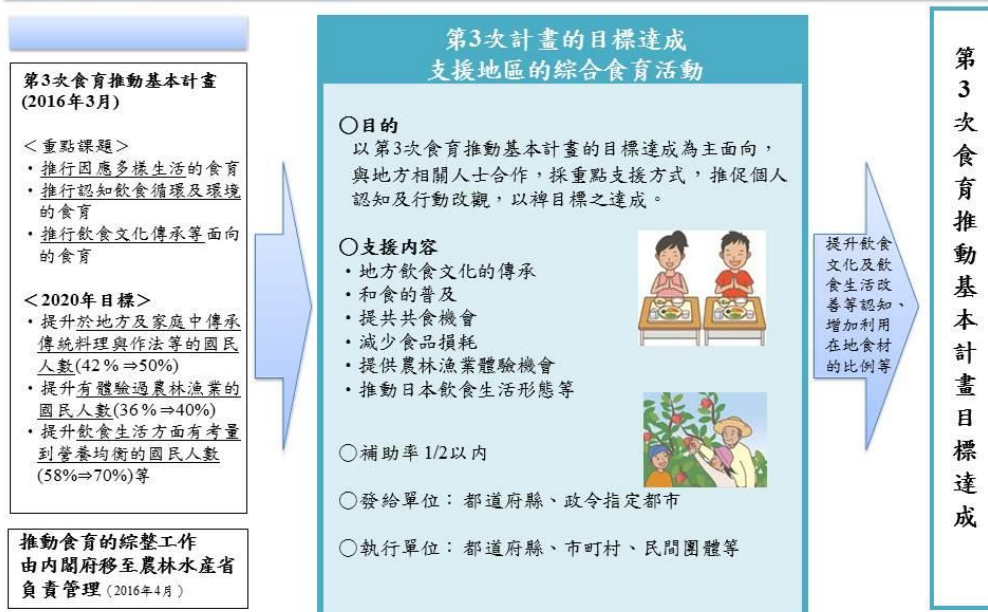 第3次食育推動基本計畫
(2016年3月)
＜重點課題＞
・推行因應多樣生活的食育
・推行認知飲食循環及環境
的食育
・推行飲食文化傳承等面向
的食育
＜2020年目標＞
・提升於地方及家庭中傳承
傳統料理與作法等的國民
人數(42％⇒50%)
・提升有體驗過農林漁業的
國民人數(36％⇒40%)
・提升飲食生活方面有考量
到營養均衡的國民人數
(58%⇒70%)等
推動食育的綜整工作
由内閣府移至農林水産省
負責管理（2016年4月）
第3次計畫的目標達成
支援地區的綜合食育活動
○目的
以第3次食育推動基本計畫的目標達成為主面向，
與地方相關人士合作，採重點支援方式，推促個人
認知及行動改觀，以裨目標之達成。
○支援内容
・地方飲食文化的傳承
・和食的普及
・提共共食機會
・減少食品損耗
・提供農林漁業體驗機會
・推動日本飲食生活形態等
○補助率 1/2以内
○發給單位：都道府縣、政令指定都市
○執行單位：都道府縣、市町村、民間團體等
提升飲食
文化及飲
食生活改
善等認知、
增加利用
在地食材
的比例等
第3次食育推動基本計畫目標達成